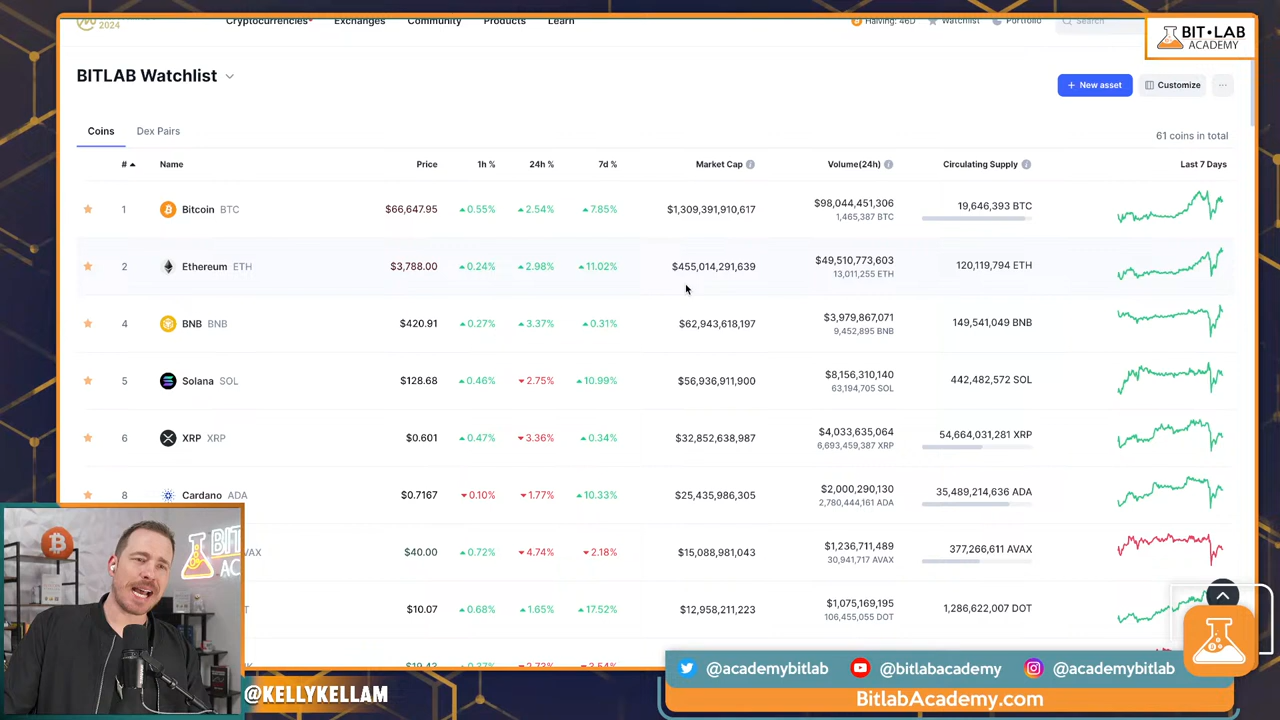 2024
Cryptocurrencies Exchanges Community Products Learn
Halving: 46D Watchlist Portfolio Search
BIT·LAB
ACADEMY
BITLAB Watchlist
+ New asset Customize ...
Coins Dex Pairs
61 coins in total
# Name Price 1h % 24h % 7d % Market Cap Volume(24h) Circulating Supply Last 7 Days
1 Bitcoin BTC $66,647.95 0.55% 2.54% 7.85% $1,309,391,910,617 $98,044,451,306 19,646,393 BTC
1,465,387 BTC
2 Ethereum ETH $3,788.00 0.24% 2.98% 11.02% $455,014,291,639 $49,510,773,603 120,119,794 ETH
13,011,255 ETH
4 BNB BNB $420.91 0.27% 3.37% 0.31% $62,943,618,197 $3,979,867,071 149,541,049 BNB
9,452,895 BNB
5 Solana SOL $128.68 0.46% 2.75% 10.99% $56,936,911,900 $8,156,310,140 442,482,572 SOL
63,194,705 SOL
6 XRP XRP $0.601 0.47% 3.36% 0.34% $32,852,638,987 $4,033,635,064 54,664,031,281 XRP
6,693,459,387 XRP
8 Cardano ADA $0.7167 0.10% 1.77% 10.33% $25,435,986,305 $2,000,290,130 35,489,214,636 ADA
2,780,444,161 ADA
AVAX $40.00 0.72% 4.74% 2.18% $15,088,981,043 $1,236,711,489 377,266,611 AVAX
30,941,717 AVAX
$10.07 0.68% 1.65% 17.52% $12,958,211,223 $1,075,169,195 1,286,622,007 DOT
106,455,055 DOT
@academybitlab @bitlabacademy @academybitlab
@KELLYKELLAM
BitlabAcademy.com